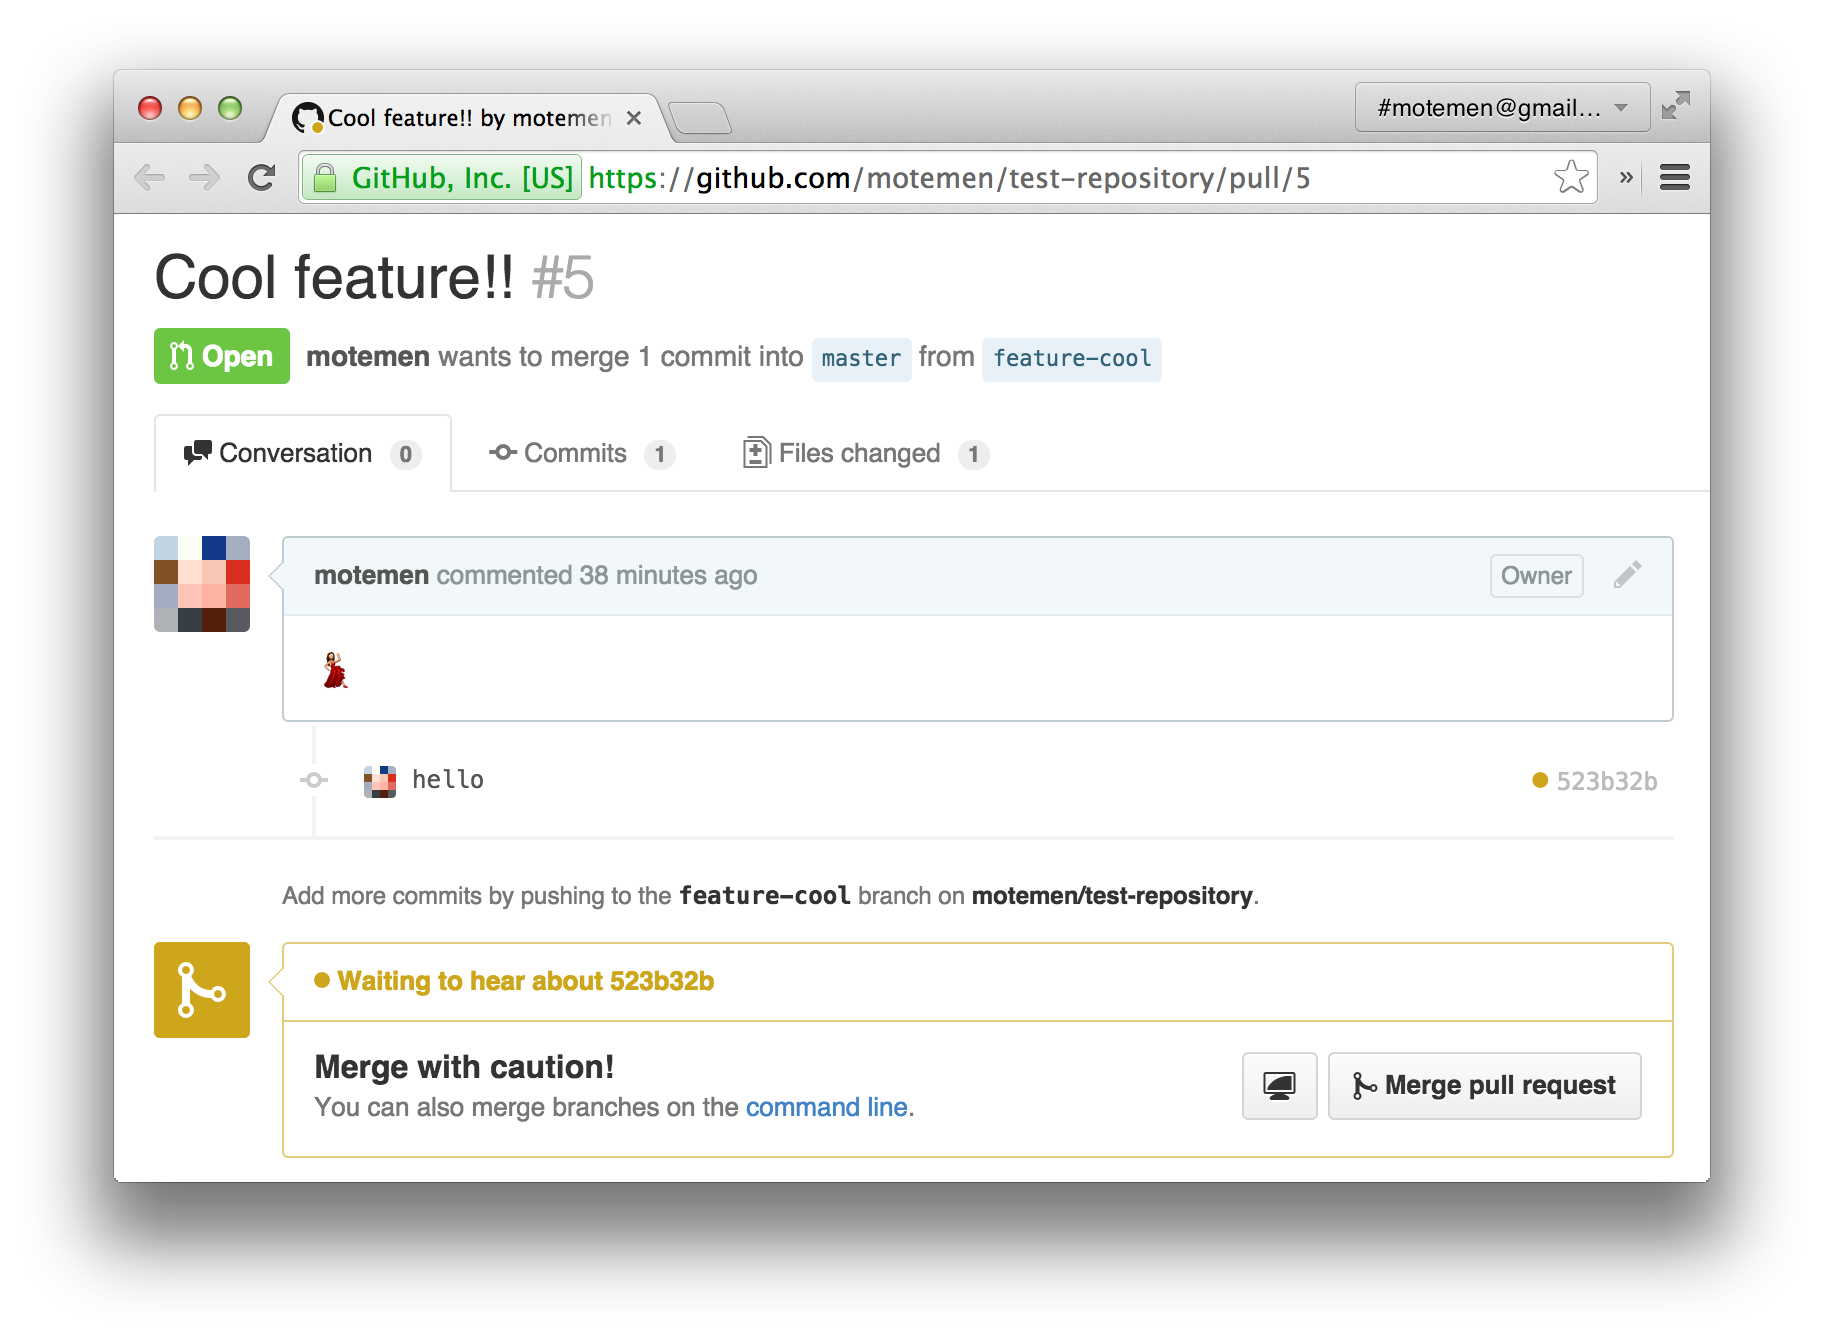 Cool feature!! by motemen
#motemen@gmail...
GitHub, Inc. [US] https://github.com/motemen/test-repository/pull/5
»
Cool feature!! #5
Open motemen wants to merge 1 commit into master from feature-cool
Conversation 0 Commits 1 Files changed 1
motemen commented 38 minutes ago Owner
hello 523b32b
Add more commits by pushing to the feature-cool branch on motemen/test-repository.
Waiting to hear about 523b32b
Merge with caution!
You can also merge branches on the command line.
Merge pull request